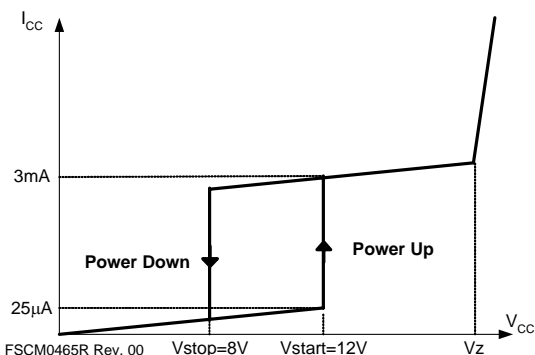 I_CC
3mA
Power Down
Power Up
25μA
V_CC
FSCM0465R Rev. 00
Vstop=8V
Vstart=12V
Vz